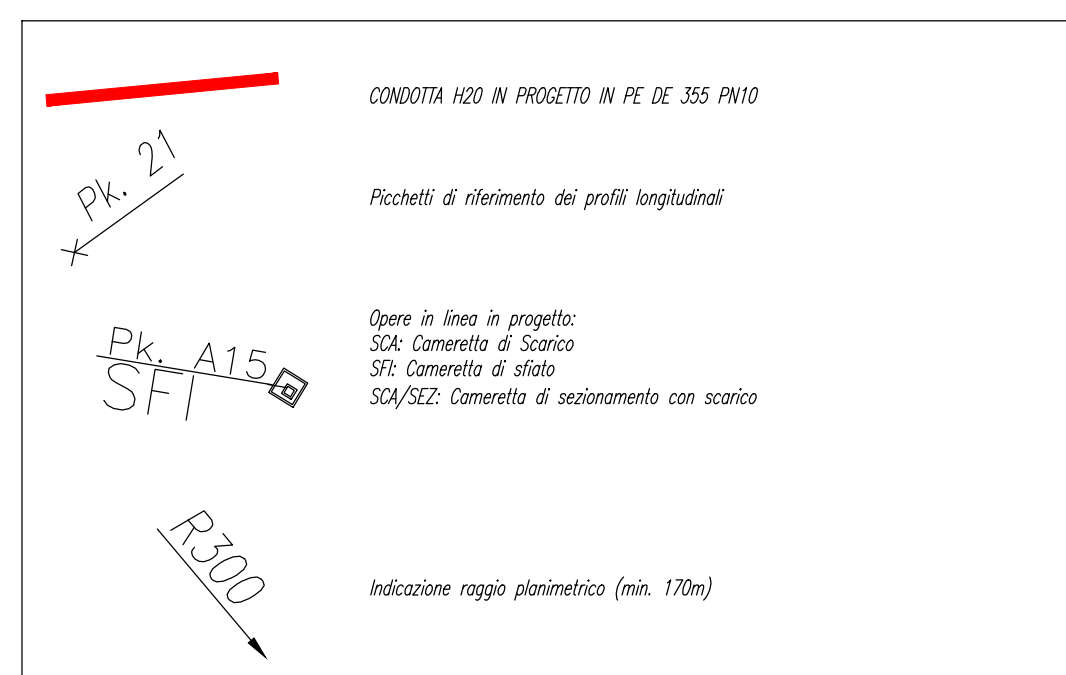 CONDOTTA H20 IN PROGETTO IN PE DE 355 PN10
Pk. 21
Picchetti di riferimento dei profili longitudinali
Pk. A15
SFI
Opere in linea in progetto:
SCA: Cameretta di Scarico
SFI: Cameretta di sfiato
SCA/SEZ: Cameretta di sezionamento con scarico
R300
Indicazione raggio planimetrico (min. 170m)